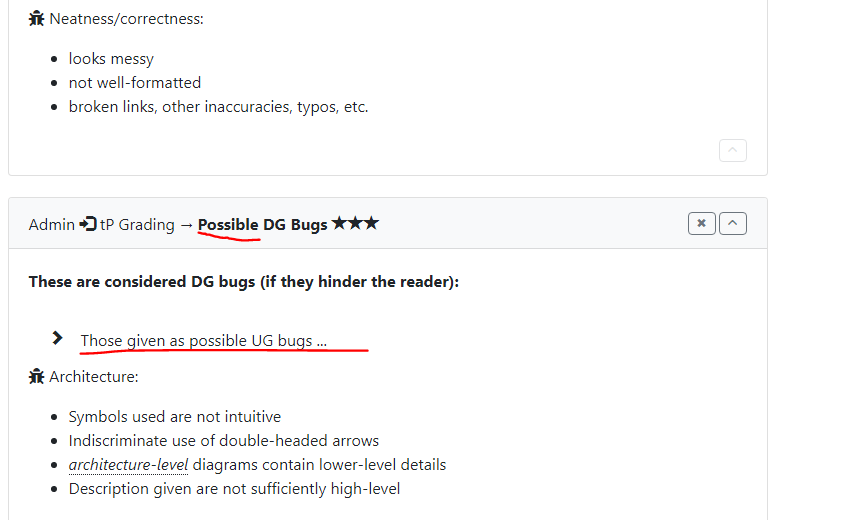 Neatness/correctness:
looks messy
not well-formatted
broken links, other inaccuracies, typos, etc.
Admin tP Grading → Possible DG Bugs ★★★
These are considered DG bugs (if they hinder the reader):
Those given as possible UG bugs ...
Architecture:
Symbols used are not intuitive
Indiscriminate use of double-headed arrows
architecture-level diagrams contain lower-level details
Description given are not sufficiently high-level